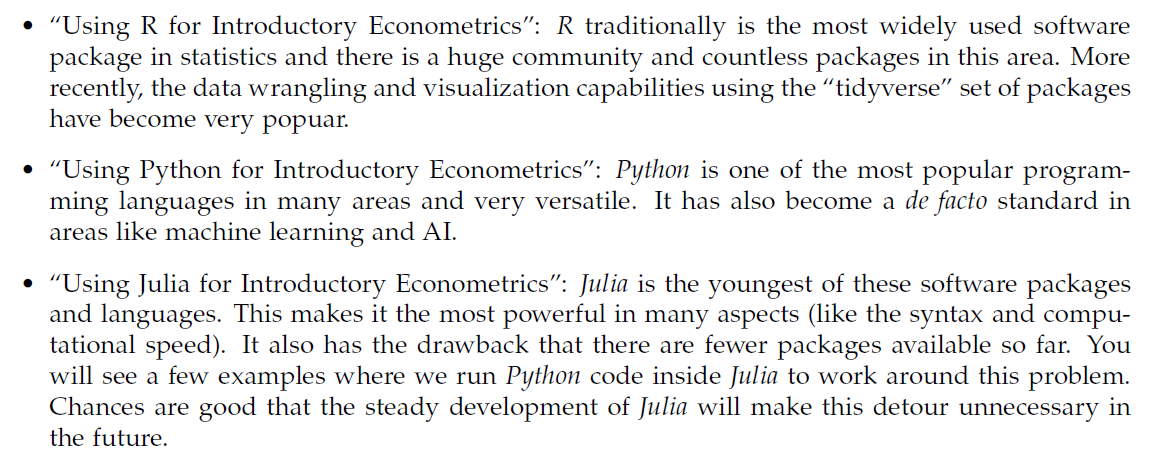 • “Using R for Introductory Econometrics”: R traditionally is the most widely used software
package in statistics and there is a huge community and countless packages in this area. More
recently, the data wrangling and visualization capabilities using the “tidyverse” set of packages
have become very popuar.
• “Using Python for Introductory Econometrics”: Python is one of the most popular program-
ming languages in many areas and very versatile. It has also become a de facto standard in
areas like machine learning and AI.
• “Using Julia for Introductory Econometrics”: Julia is the youngest of these software packages
and languages. This makes it the most powerful in many aspects (like the syntax and compu-
tational speed). It also has the drawback that there are fewer packages available so far. You
will see a few examples where we run Python code inside Julia to work around this problem.
Chances are good that the steady development of Julia will make this detour unnecessary in
the future.